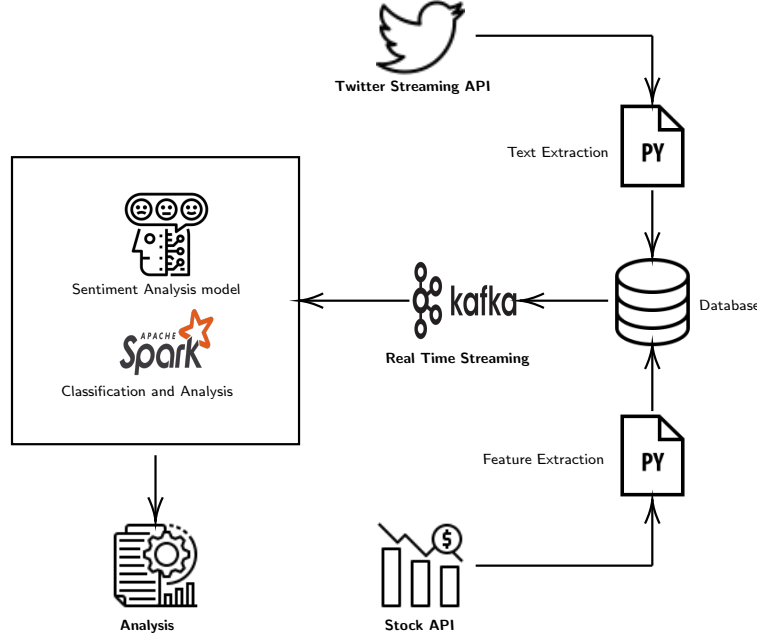 Twitter Streaming API
Text Extraction
PY
Sentiment Analysis model
kafka
Database
Real Time Streaming
APACHE
Spark
Classification and Analysis
Feature Extraction
PY
$
Analysis
Stock API